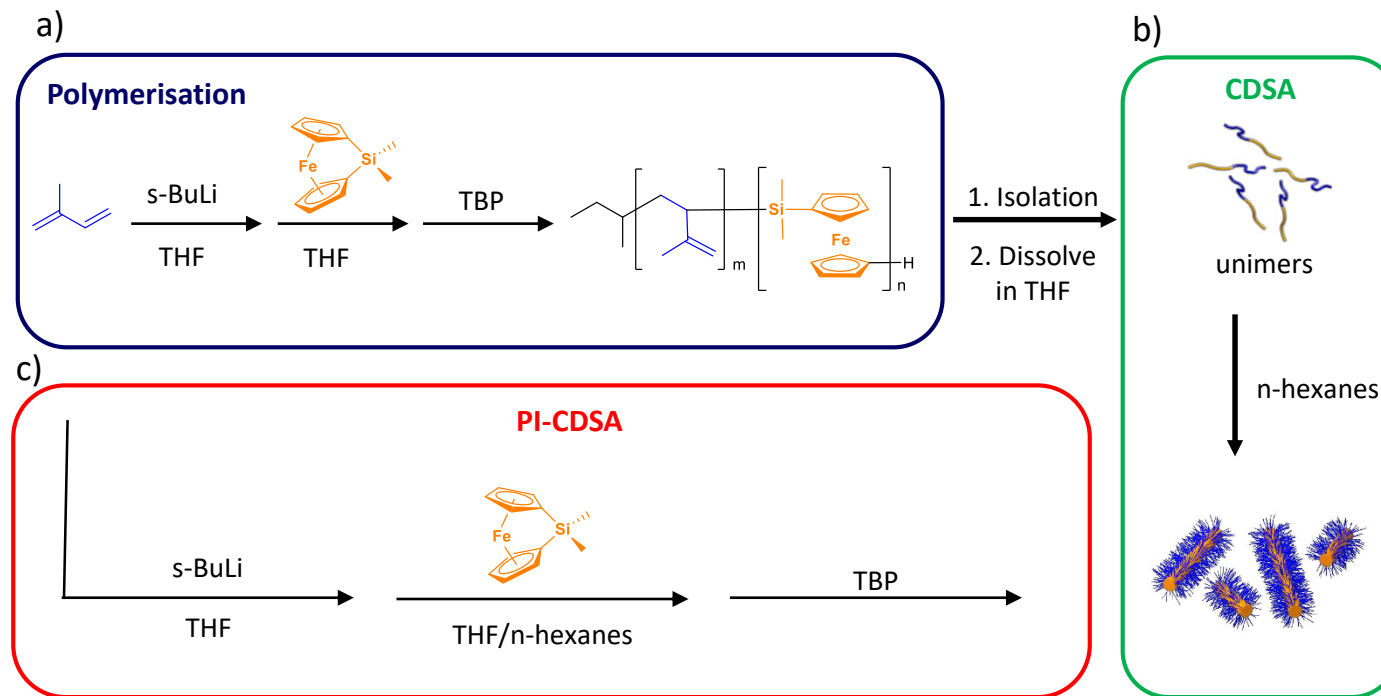 a)
Polymerisation
s-BuLi
THF
Fe
Si
THF
TBP
Si
Fe
H
m
n
1. Isolation
2. Dissolve
in THF
b)
CDSA
unimers
n-hexanes
c)
PI-CDSA
s-BuLi
THF
Fe
Si
THF/n-hexanes
TBP